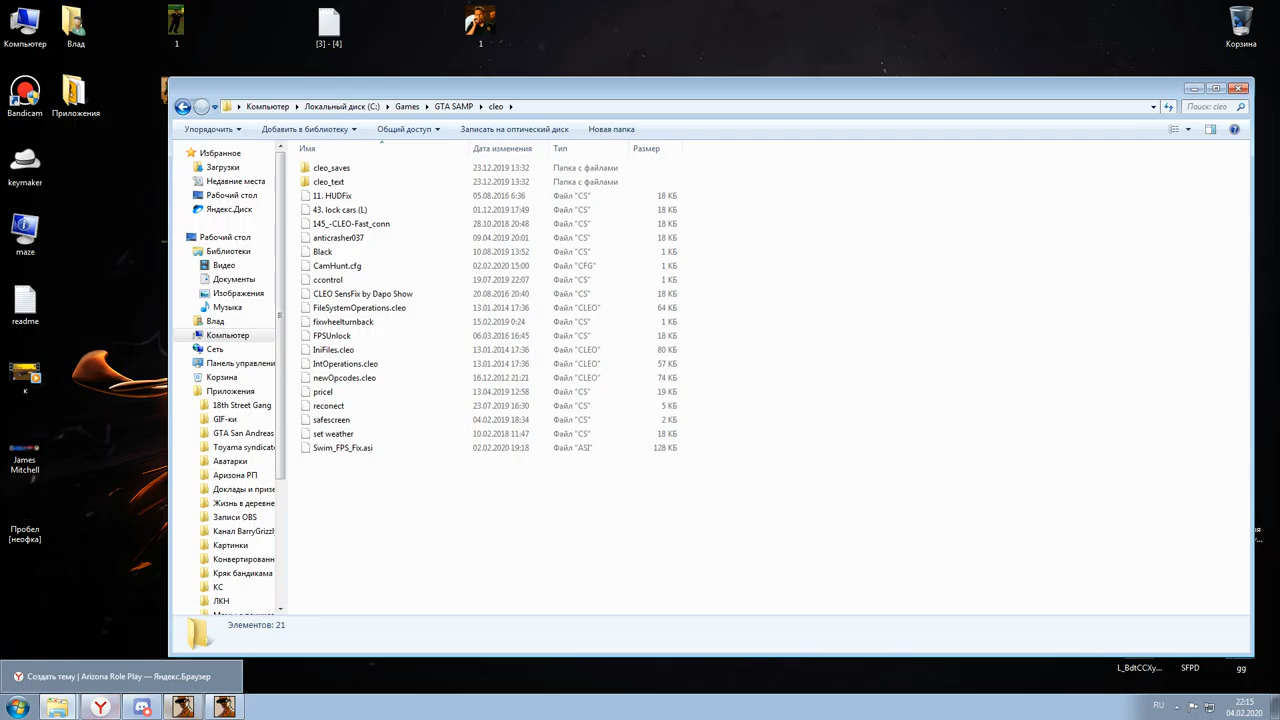 Компьютер
Влад
1
[3] - [4]
1
Корзина
Bandicam
Приложения
keymaker
maze
readme
к
James
Mitchell
Пробел
[неофка]
Компьютер
Локальный диск (C:)
Games
GTA SAMP
cleo
Поиск: cleo
Упорядочить
Добавить в библиотеку
Общий доступ
Записать на оптический диск
Новая папка
Избранное
Загрузки
Недавние места
Рабочий стол
Яндекс.Диск
Рабочий стол
Библиотеки
Видео
Документы
Изображения
Музыка
Влад
Компьютер
Сеть
Панель управлени
Корзина
Приложения
18th Street Gang
GIF-ки
GTA San Andreas
Toyama syndicate
Аватарки
Аризона РП
Доклады и призе
Жизнь в деревне
Записи OBS
Канал BarryGrizzl
Картинки
Конвертированн
Кряк бандикама
КС
ЛКН
Имя Дата изменения Тип Размер
cleo_saves 23.12.2019 13:32 Папка с файлами
cleo_text 23.12.2019 13:32 Папка с файлами
11. HUDFix 05.08.2016 6:36 Файл "CS" 18 КБ
43. lock cars (L) 01.12.2019 17:49 Файл "CS" 18 КБ
145_-CLEO-Fast_conn 28.10.2018 20:48 Файл "CS" 18 КБ
anticrasher037 09.04.2019 20:01 Файл "CS" 18 КБ
Black 10.08.2019 13:52 Файл "CS" 1 КБ
CamHunt.cfg 02.02.2020 15:00 Файл "CFG" 1 КБ
ccontrol 19.07.2019 22:07 Файл "CS" 1 КБ
CLEO SensFix by Dapo Show 20.08.2016 20:40 Файл "CS" 18 КБ
FileSystemOperations.cleo 13.01.2014 17:36 Файл "CLEO" 64 КБ
fixwheelturnback 15.02.2019 0:24 Файл "CS" 1 КБ
FPSUnlock 06.03.2016 16:45 Файл "CS" 18 КБ
IniFiles.cleo 13.01.2014 17:36 Файл "CLEO" 80 КБ
IntOperations.cleo 13.01.2014 17:36 Файл "CLEO" 57 КБ
newOpcodes.cleo 16.12.2012 21:21 Файл "CLEO" 74 КБ
pricel 13.04.2019 12:58 Файл "CS" 19 КБ
reconect 23.07.2019 16:30 Файл "CS" 5 КБ
safescreen 04.02.2019 18:34 Файл "CS" 2 КБ
set weather 10.02.2018 11:47 Файл "CS" 18 КБ
Swim_FPS_Fix.asi 02.02.2020 19:18 Файл "ASI" 128 КБ
Элементов: 21
L_BdtCCXy...
SFPD
gg
Создать тему | Arizona Role Play — Яндекс.Браузер
RU
22:15
04.02.2020